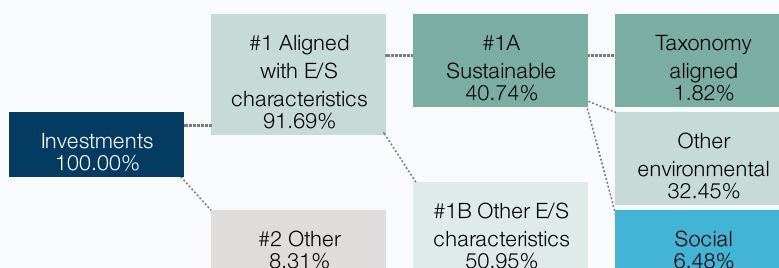 #1 Aligned
with E/S
characteristics
91.69%
#1A
Sustainable
40.74%
Taxonomy
aligned
1.82%
Investments
100.00%
Other
environmental
32.45%
#1B Other E/S
characteristics
50.95%
#2 Other
8.31%
Social
6.48%